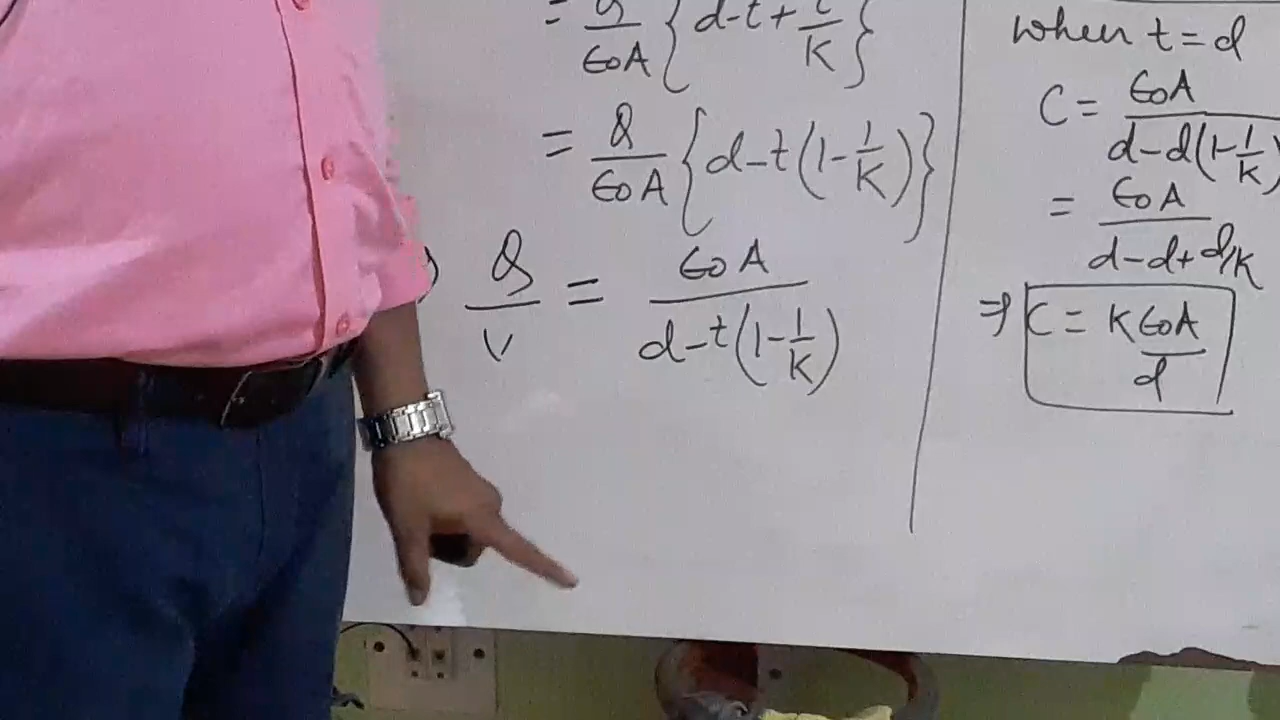 = Q/ϵ0A {d-t+t/K}
= Q/ϵ0A {d-t(1-1/K)}
Q/V = ϵ0A/d-t(1-1/K)
When t=d
C = ϵ0A/d-d(1-1/K)
= ϵ0A/d-d+d/K
⇒ C = Kϵ0A/d